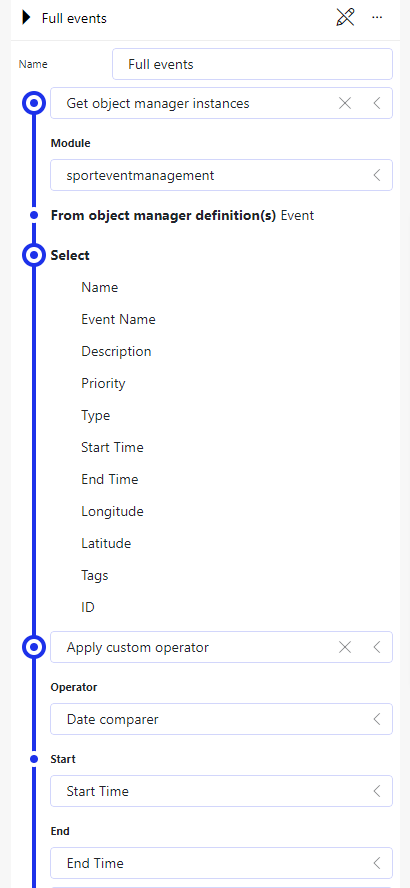 Full events
Name
Full events
Get object manager instances
Module
sporteventmanagement
From object manager definition(s) Event
Select
Name
Event Name
Description
Priority
Type
Start Time
End Time
Longitude
Latitude
Tags
ID
Apply custom operator
Operator
Date comparer
Start
Start Time
End
End Time